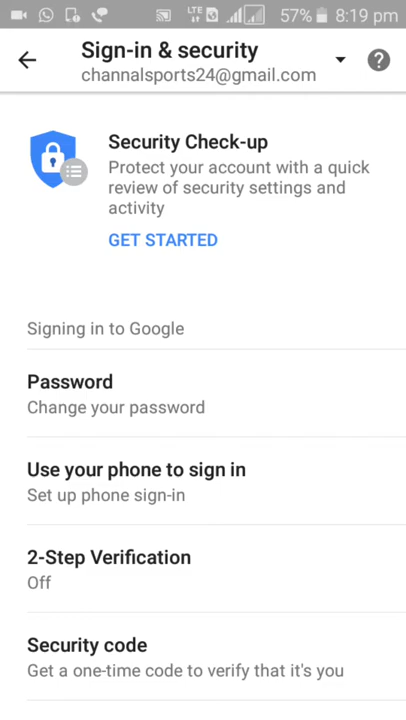 LTE 57% 8:19 pm
Sign-in & security
channalsports24@gmail.com
?
Security Check-up
Protect your account with a quick
review of security settings and
activity
GET STARTED
Signing in to Google
Password
Change your password
Use your phone to sign in
Set up phone sign-in
2-Step Verification
Off
Security code
Get a one-time code to verify that it's you